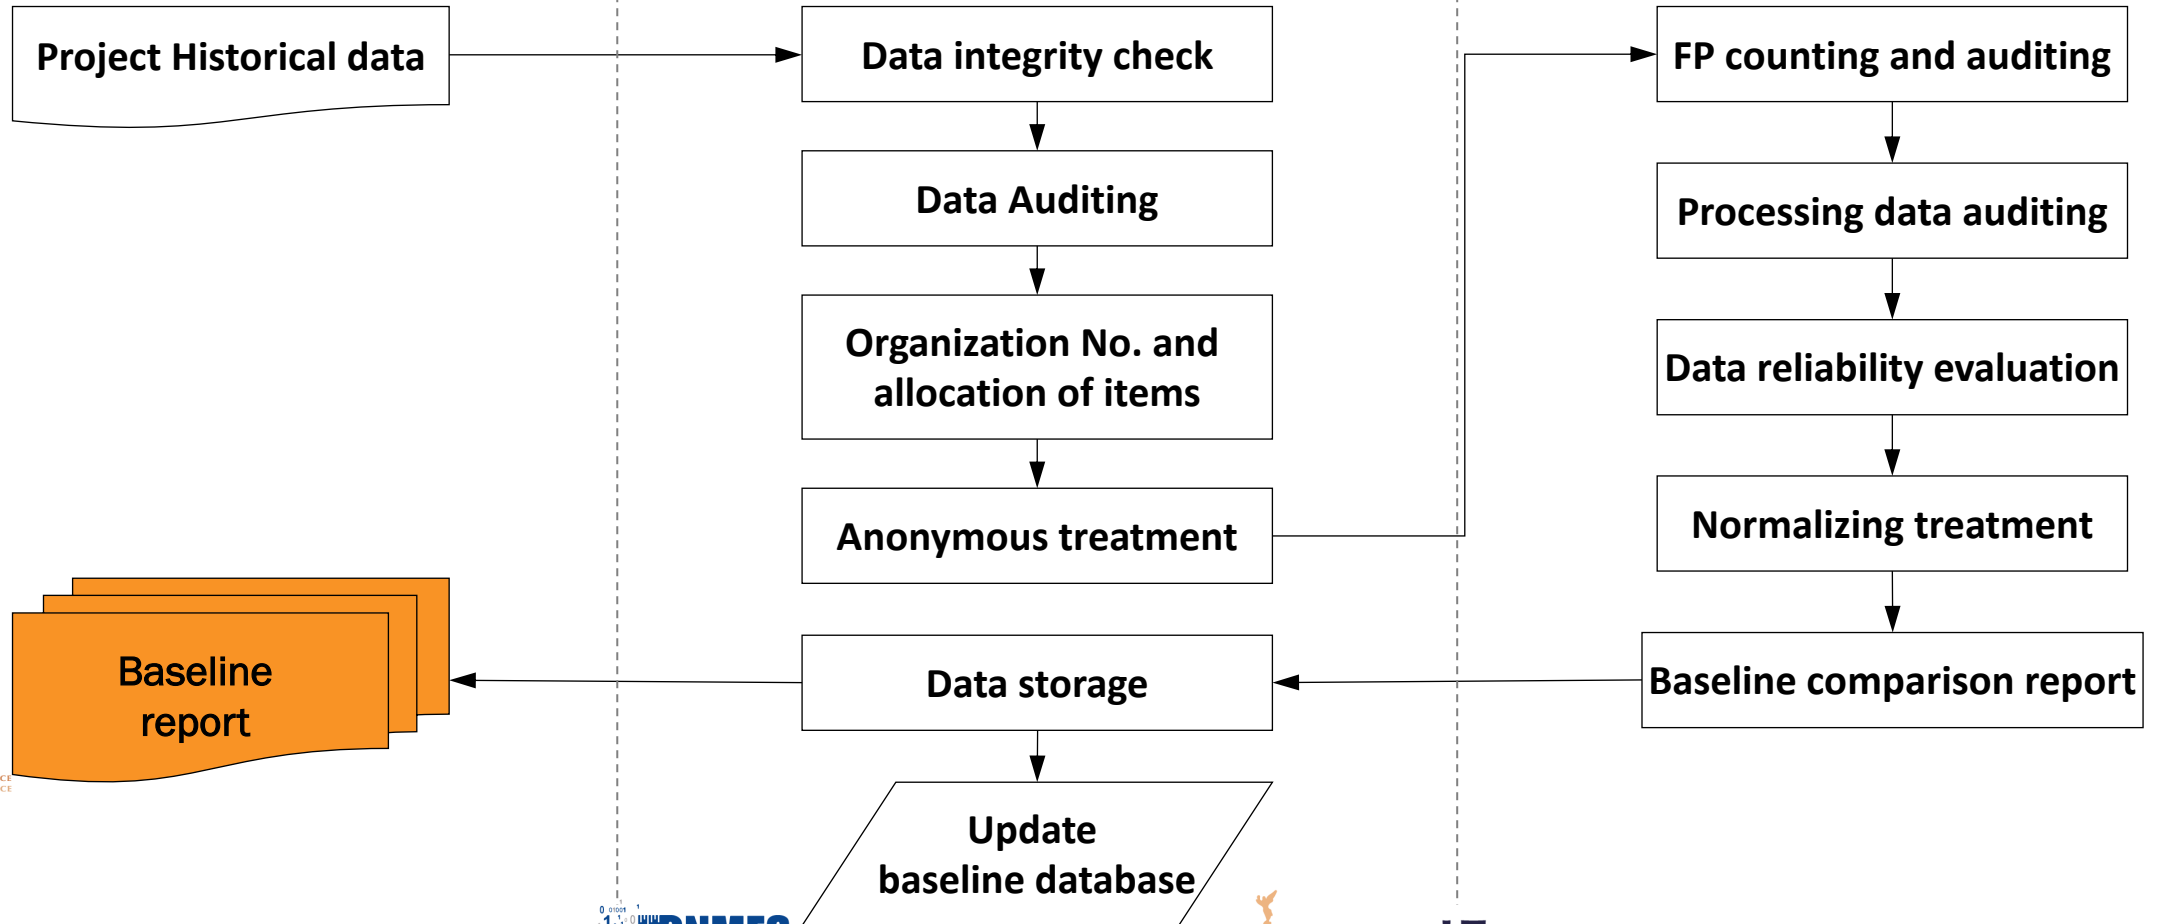 Project Historical data
Data integrity check
Data Auditing
Organization No. and
allocation of items
Anonymous treatment
FP counting and auditing
Processing data auditing
Data reliability evaluation
Normalizing treatment
Baseline comparison report
Data storage
Baseline
report
Update
baseline database
CE
CE